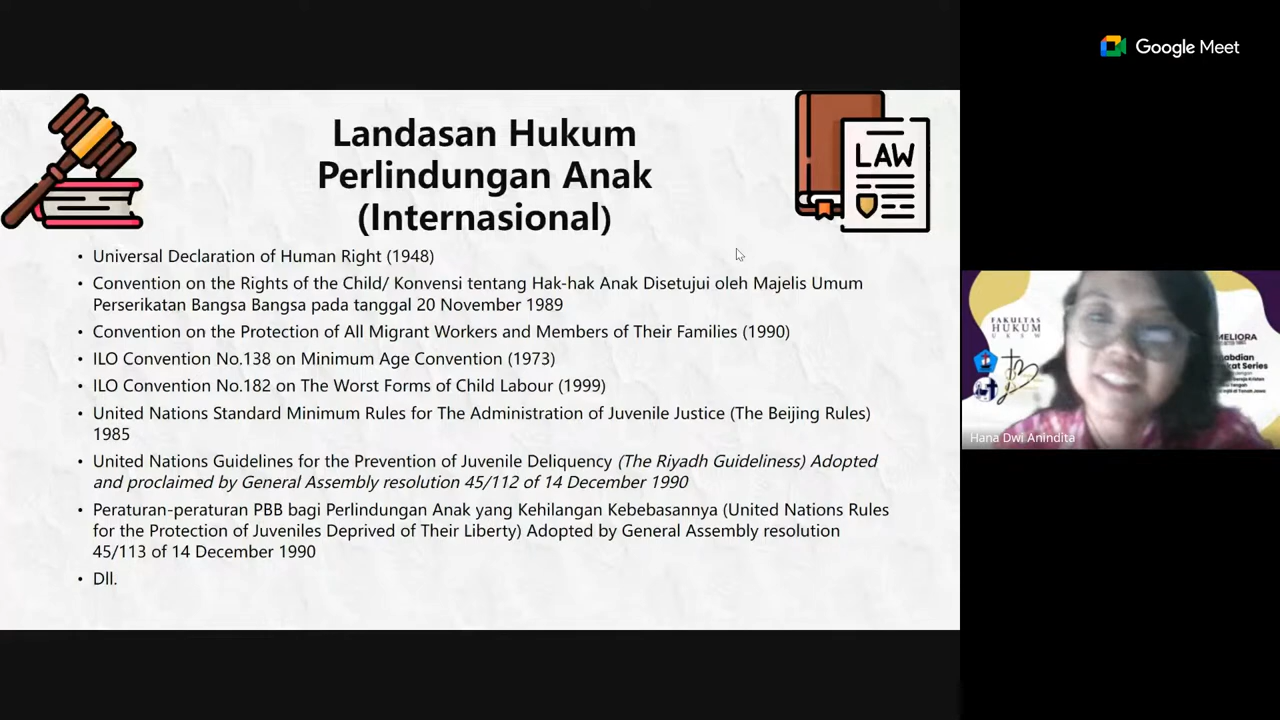 Google Meet
Landasan Hukum
Perlindungan Anak
(Internasional)
LAW
• Universal Declaration of Human Right (1948)
• Convention on the Rights of the Child/ Konvensi tentang Hak-hak Anak Disetujui oleh Majelis Umum
Perserikatan Bangsa Bangsa pada tanggal 20 November 1989
• Convention on the Protection of All Migrant Workers and Members of Their Families (1990)
• ILO Convention No.138 on Minimum Age Convention (1973)
• ILO Convention No.182 on The Worst Forms of Child Labour (1999)
• United Nations Standard Minimum Rules for The Administration of Juvenile Justice (The Beijing Rules)
1985
• United Nations Guidelines for the Prevention of Juvenile Deliquency (The Riyadh Guideliness) Adopted
and proclaimed by General Assembly resolution 45/112 of 14 December 1990
• Peraturan-peraturan PBB bagi Perlindungan Anak yang Kehilangan Kebebasannya (United Nations Rules
for the Protection of Juveniles Deprived of Their Liberty) Adopted by General Assembly resolution
45/113 of 14 December 1990
• Dll.
FAKULTAS
HUKUM
UKSW
MELIORA
abdian
kat Series
Hana Dwi Anindita